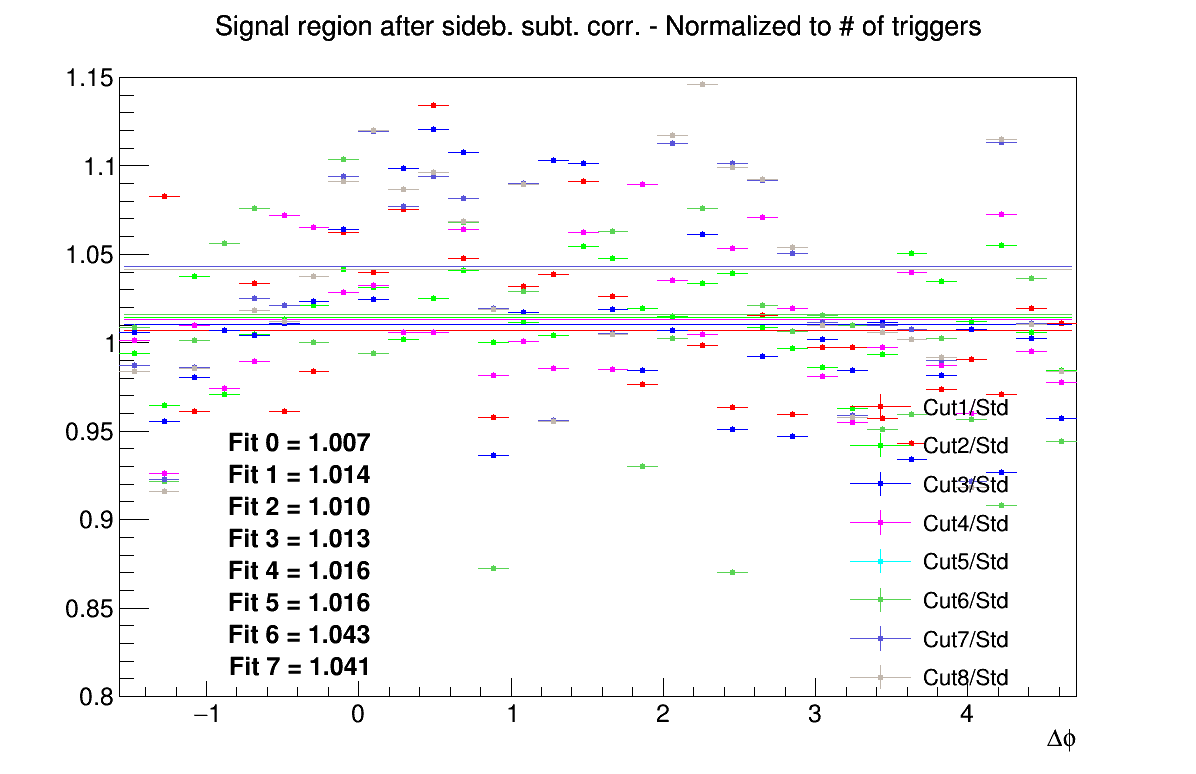 Signal region after sideb. subt. corr. - Normalized to # of triggers
1.15
1.1
1.05
1
0.95
0.9
0.85
0.8
Fit 0 = 1.007
Fit 1 = 1.014
Fit 2 = 1.010
Fit 3 = 1.013
Fit 4 = 1.016
Fit 5 = 1.016
Fit 6 = 1.043
Fit 7 = 1.041
Cut1/Std
Cut2/Std
Cut3/Std
Cut4/Std
Cut5/Std
Cut6/Std
Cut7/Std
Cut8/Std
−1 0 1 2 3 4
Δϕ